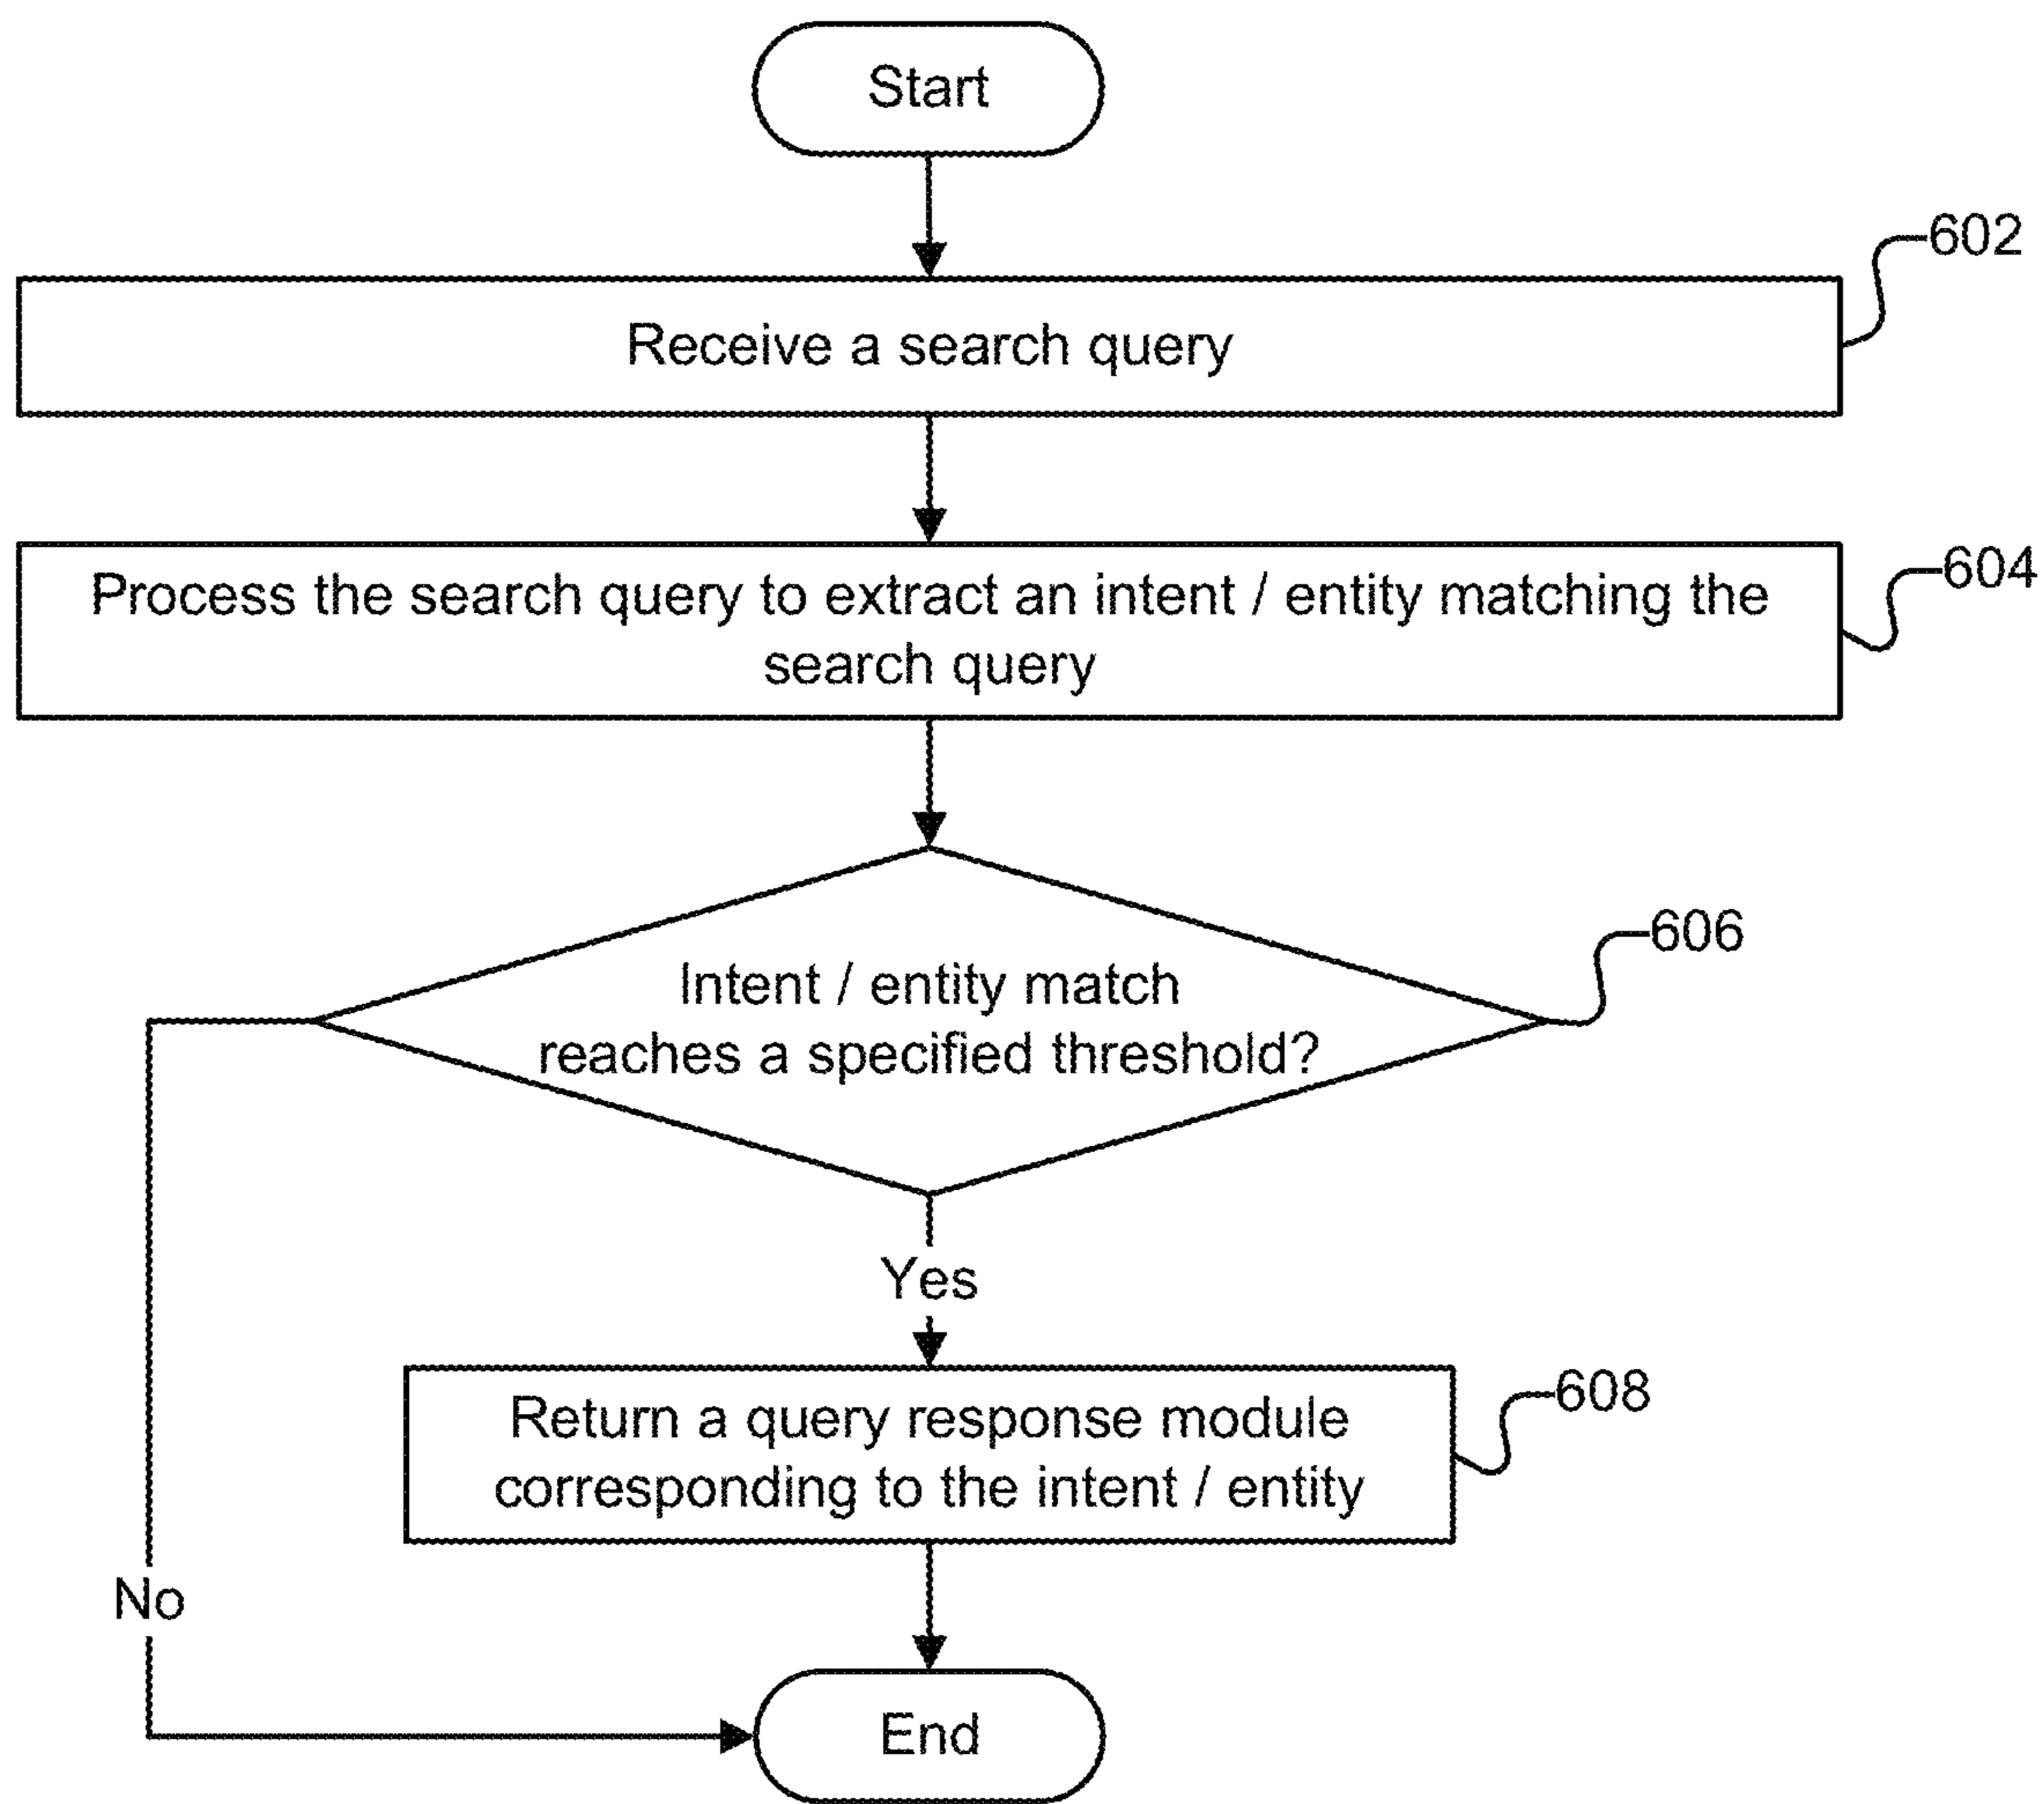 Start
602
Receive a search query
604
Process the search query to extract an intent / entity matching the
search query
606
Intent / entity match
reaches a specified threshold?
Yes
608
Return a query response module
corresponding to the intent / entity
No
End